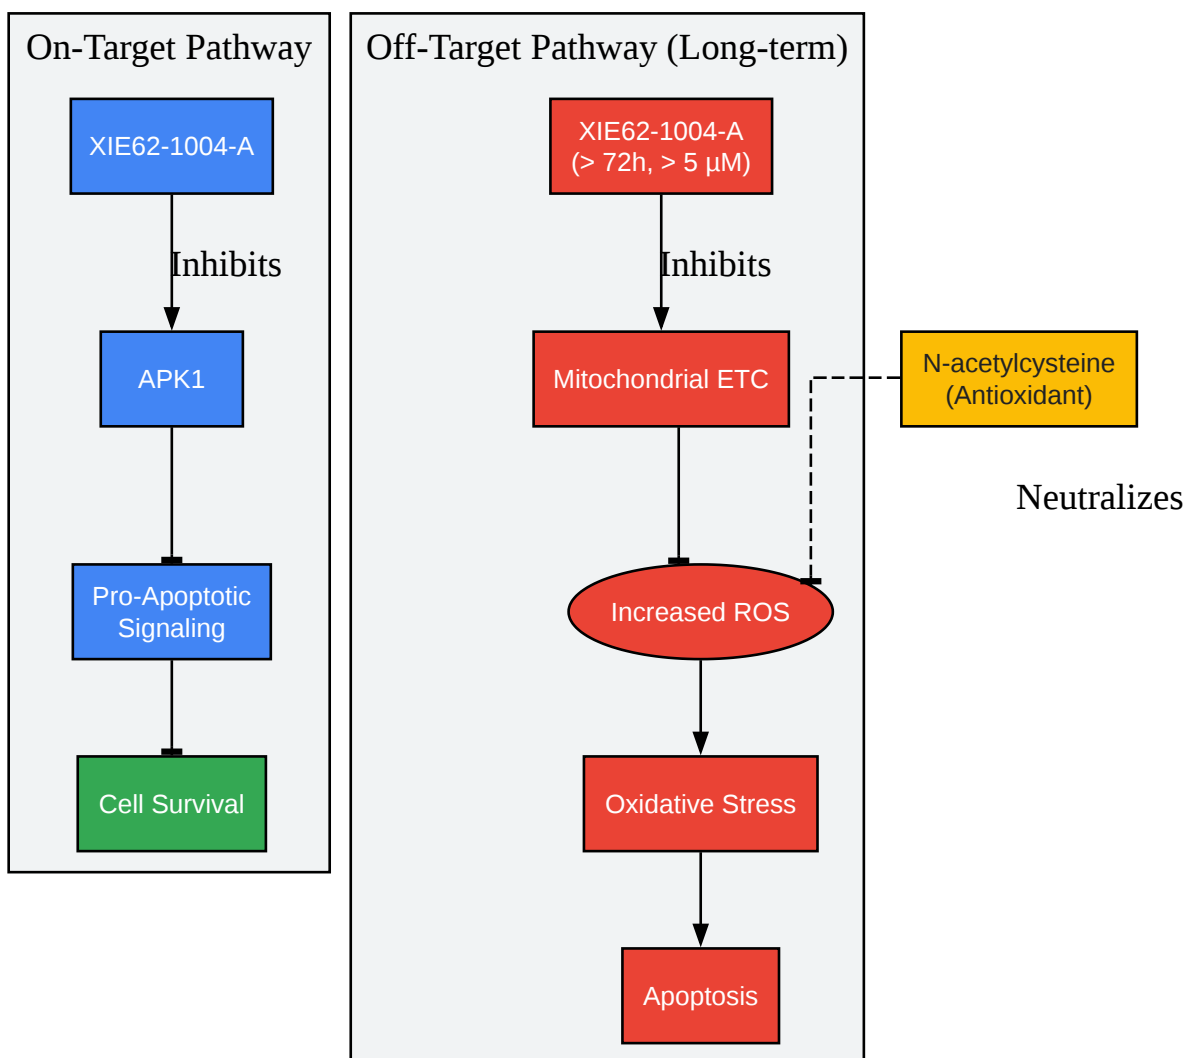 On-Target Pathway
XIE62-1004-A
Inhibits
APK1
Pro-Apoptotic
Signaling
Cell Survival
Off-Target Pathway (Long-term)
XIE62-1004-A
(> 72h, > 5 µM)
Inhibits
Mitochondrial ETC
Increased ROS
Oxidative Stress
Apoptosis
N-acetylcysteine
(Antioxidant)
Neutralizes